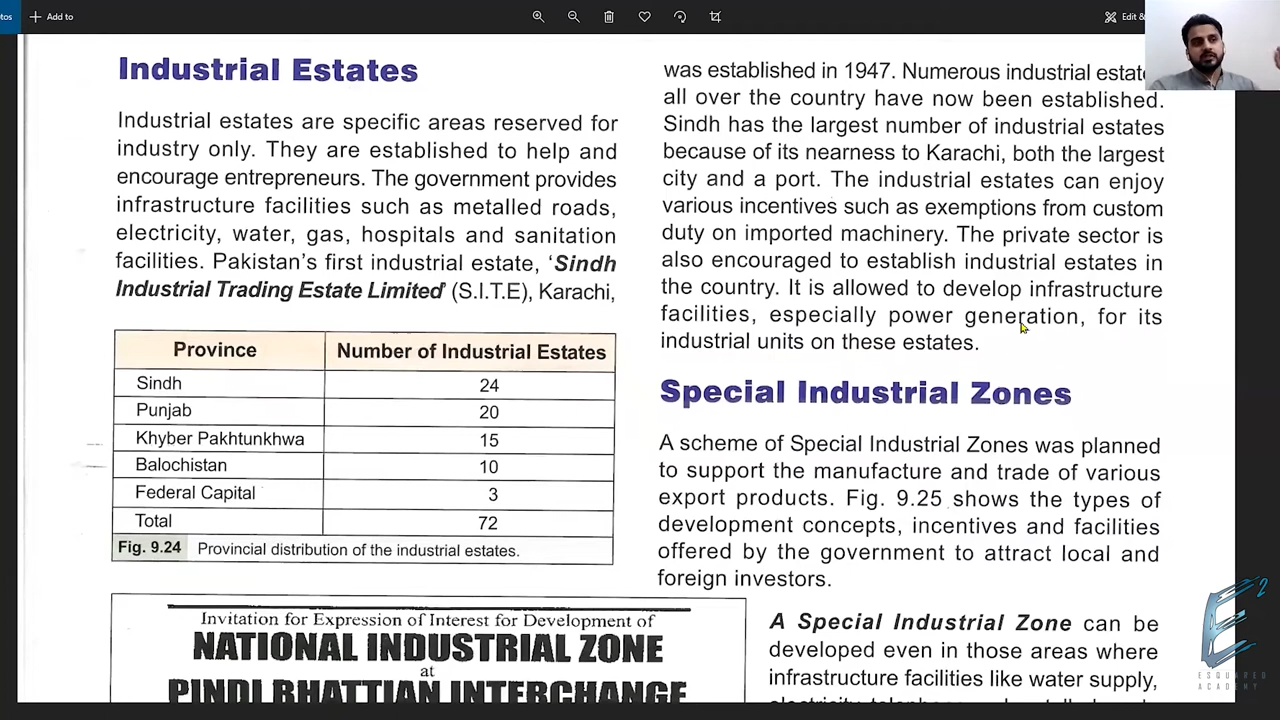 Add to
Edit &
Industrial Estates
Industrial estates are specific areas reserved for
industry only. They are established to help and
encourage entrepreneurs. The government provides
infrastructure facilities such as metalled roads,
electricity, water, gas, hospitals and sanitation
facilities. Pakistan's first industrial estate, 'Sindh
Industrial Trading Estate Limited' (S.I.T.E), Karachi,
Province Number of Industrial Estates
Sindh 24
Punjab 20
Khyber Pakhtunkhwa 15
Balochistan 10
Federal Capital 3
Total 72
Fig. 9.24 Provincial distribution of the industrial estates.
Invitation for Expression of Interest for Development of
NATIONAL INDUSTRIAL ZONE
at
PINDI BHATTIAN INTERCHANGE
was established in 1947. Numerous industrial
all over the country have now been established.
Sindh has the largest number of industrial estates
because of its nearness to Karachi, both the largest
city and a port. The industrial estates can enjoy
various incentives such as exemptions from custom
duty on imported machinery. The private sector is
also encouraged to establish industrial estates in
the country. It is allowed to develop infrastructure
facilities, especially power generation, for its
industrial units on these estates.
Special Industrial Zones
A scheme of Special Industrial Zones was planned
to support the manufacture and trade of various
export products. Fig. 9.25 shows the types of
development concepts, incentives and facilities
offered by the government to attract local and
foreign investors.
A Special Industrial Zone can be
developed even in those areas where
infrastructure facilities like water supply,
E2
ESQUARED
ACADEMY